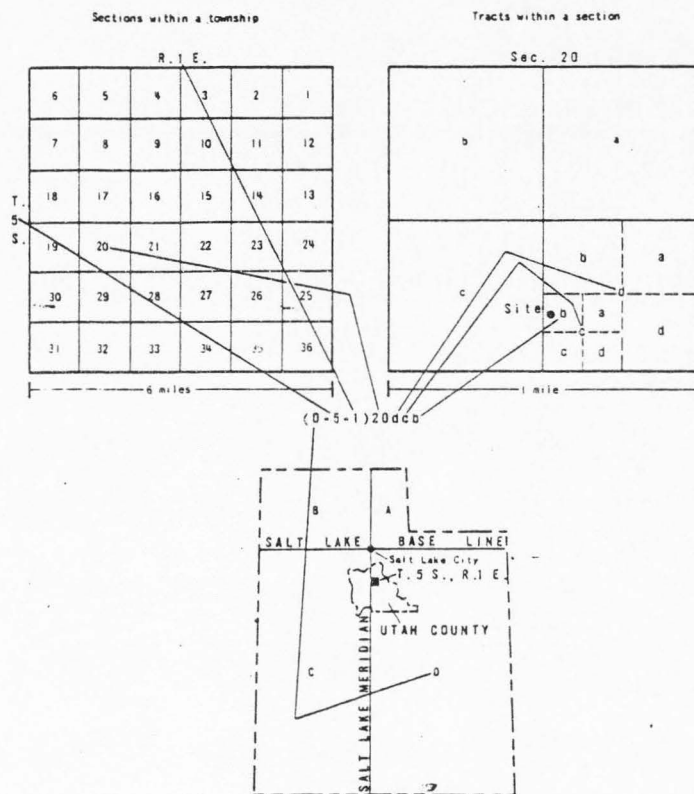 Sections within a township
R.1 E.
6 5 4 3 2 1
7 8 9 10 11 12
18 17 16 15 14 13
T.
5
S.
19 20 21 22 23 24
30 29 28 27 26 25
31 32 33 34 35 36
6 miles
Tracts within a section
Sec. 20
b a
b a
c d
Site b a
c d
c d
1 mile
(D-5-1)20dcb
B A
SALT LAKE BASE LINE
Salt Lake City
T.5 S., R.1 E.
UTAH COUNTY
C D
SALT LAKE MERIDIAN